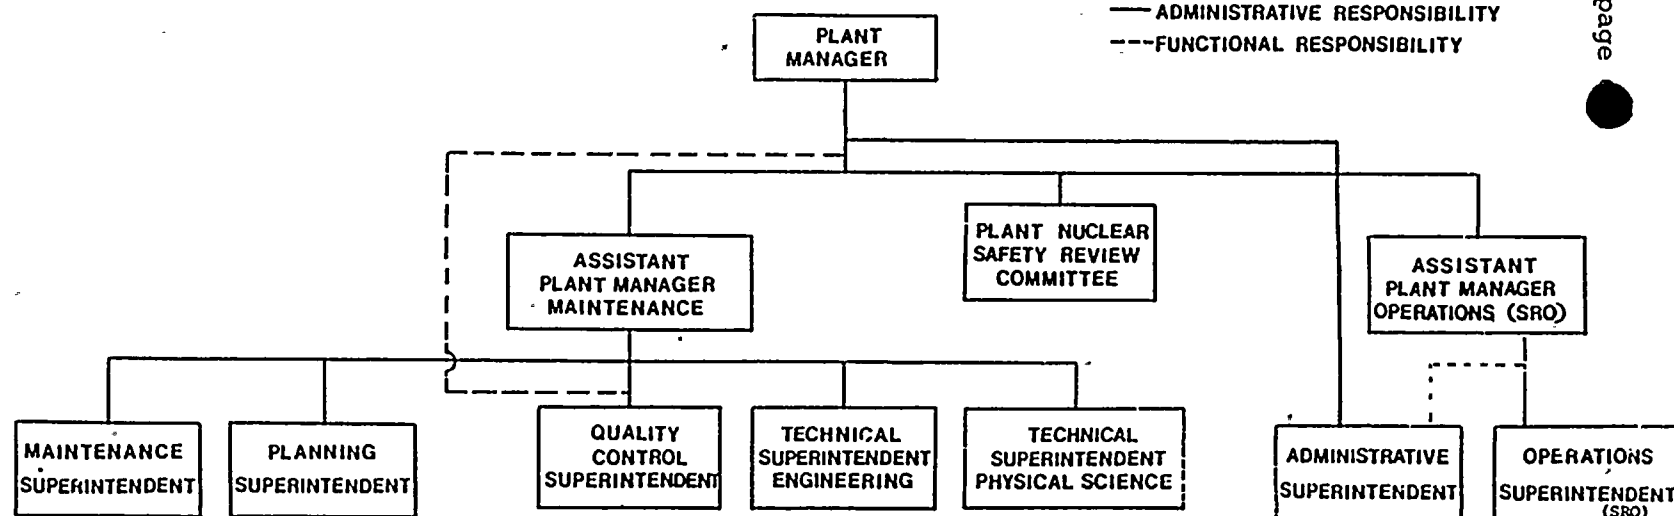 ADMINISTRATIVE RESPONSIBILITY
FUNCTIONAL RESPONSIBILITY
page
PLANT
MANAGER
ASSISTANT
PLANT MANAGER
MAINTENANCE
PLANT NUCLEAR
SAFETY REVIEW
COMMITTEE
ASSISTANT
PLANT MANAGER
OPERATIONS (SRO)
MAINTENANCE
SUPERINTENDENT
PLANNING
SUPERINTENDENT
QUALITY
CONTROL
SUPERINTENDENT
TECHNICAL
SUPERINTENDENT
ENGINEERING
TECHNICAL
SUPERINTENDENT
PHYSICAL SCIENCE
ADMINISTRATIVE
SUPERINTENDENT
OPERATIONS
SUPERINTENDENT
(SRO)